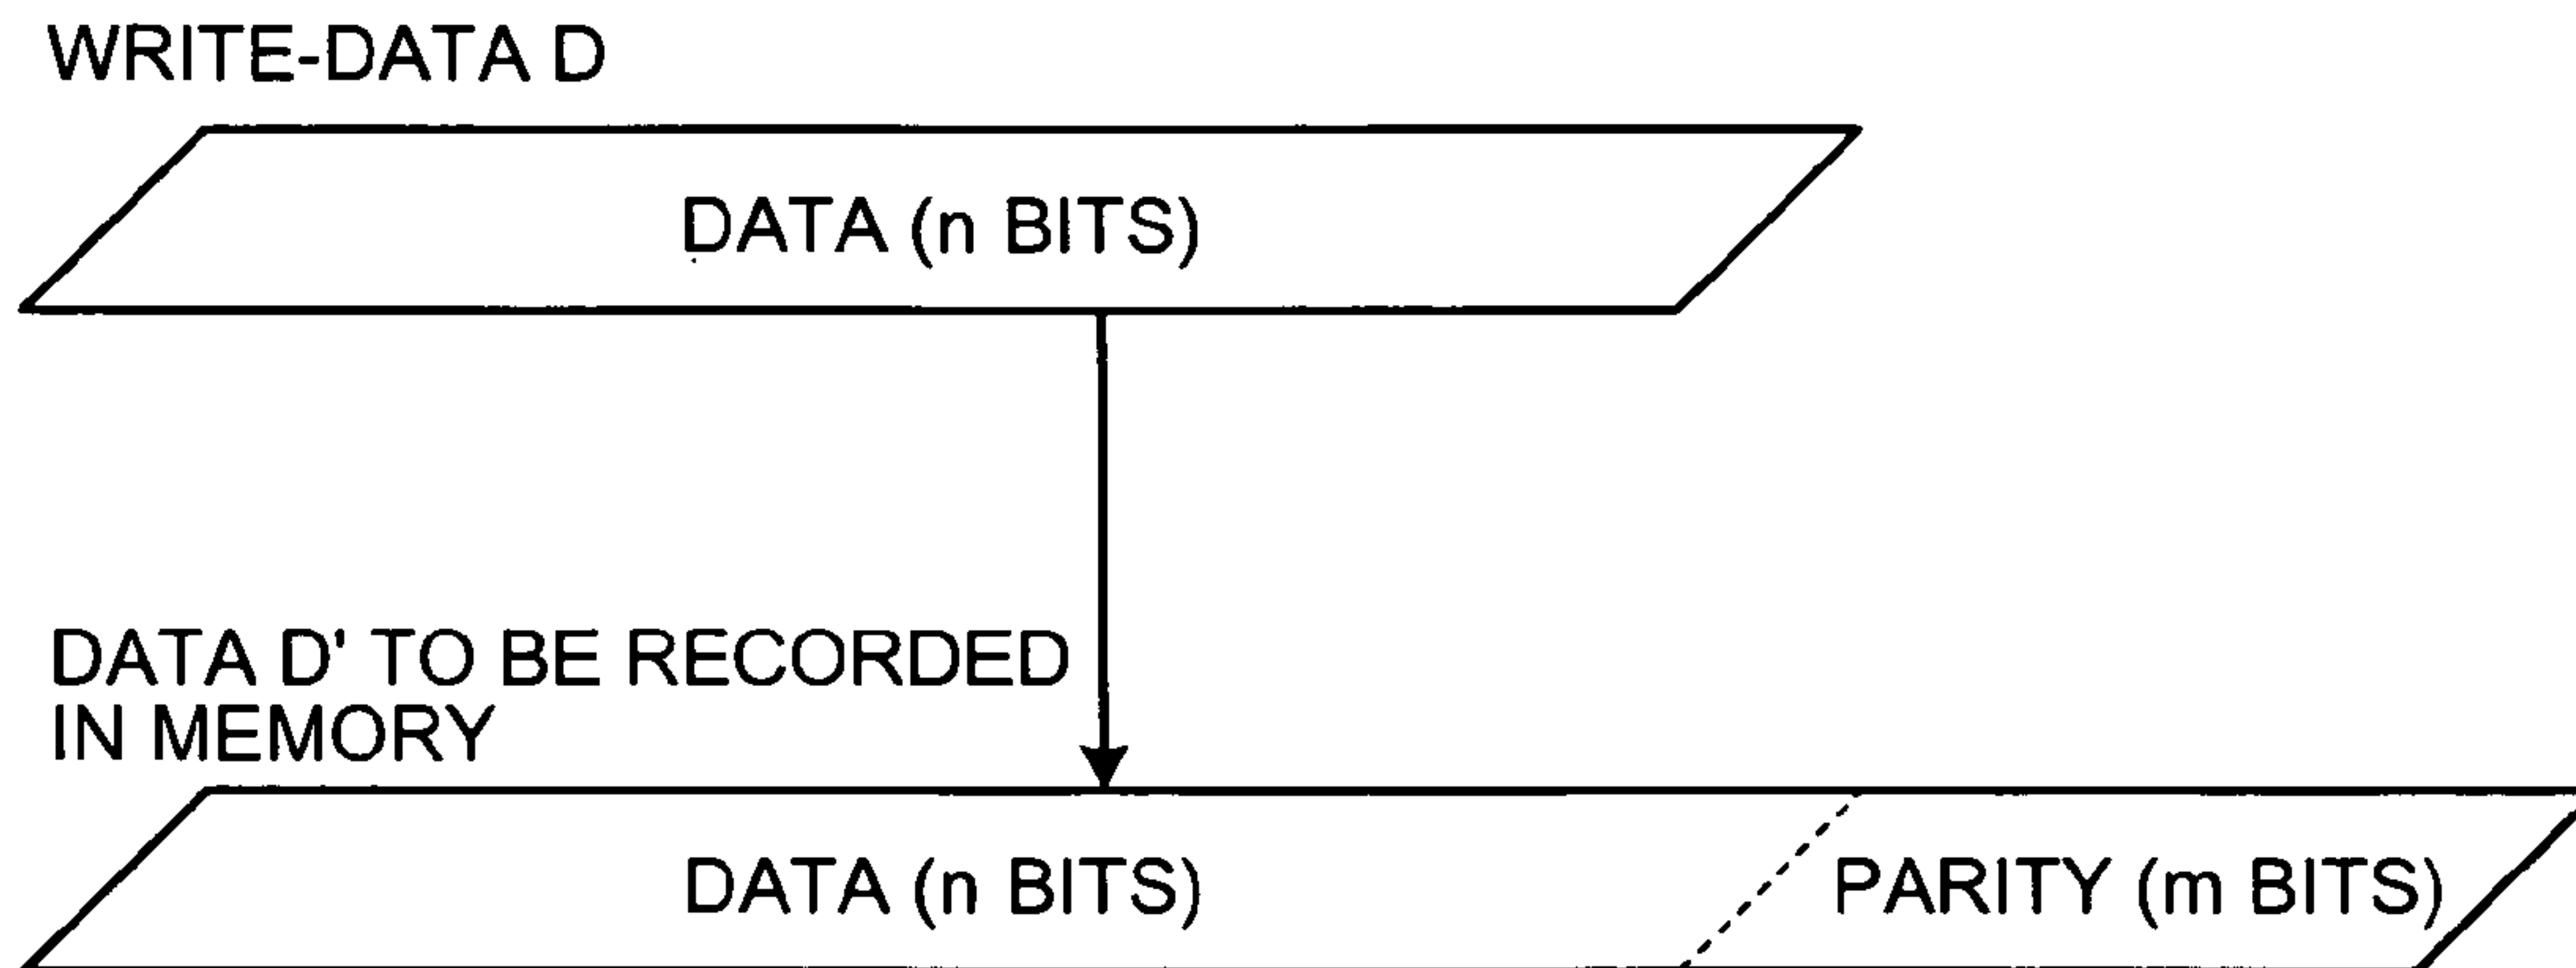 WRITE-DATA D
DATA (n BITS)
DATA D' TO BE RECORDED
IN MEMORY
DATA (n BITS)
PARITY (m BITS)